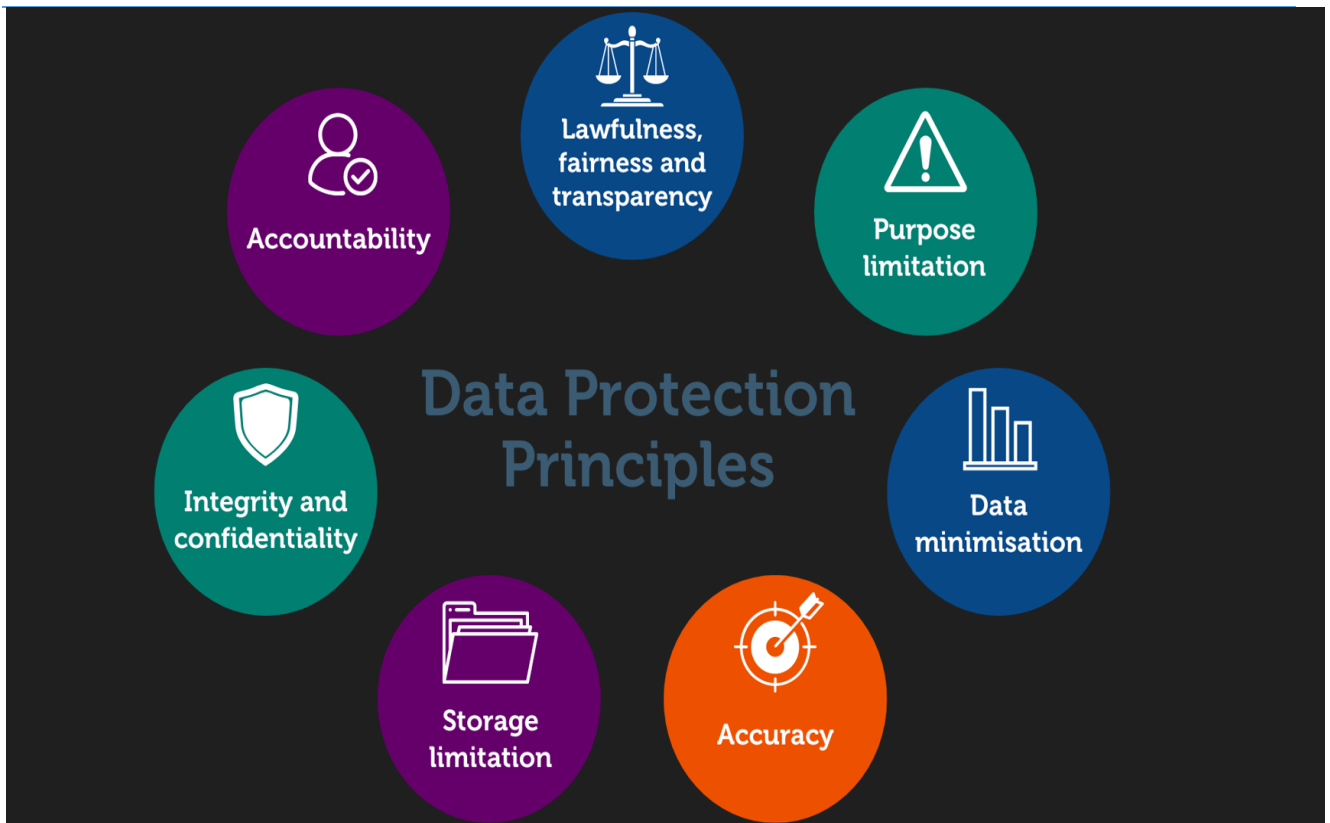 Data Protection
Principles
Lawfulness,
fairness and
transparency
Purpose
limitation
Data
minimisation
Accuracy
Storage
limitation
Integrity and
confidentiality
Accountability